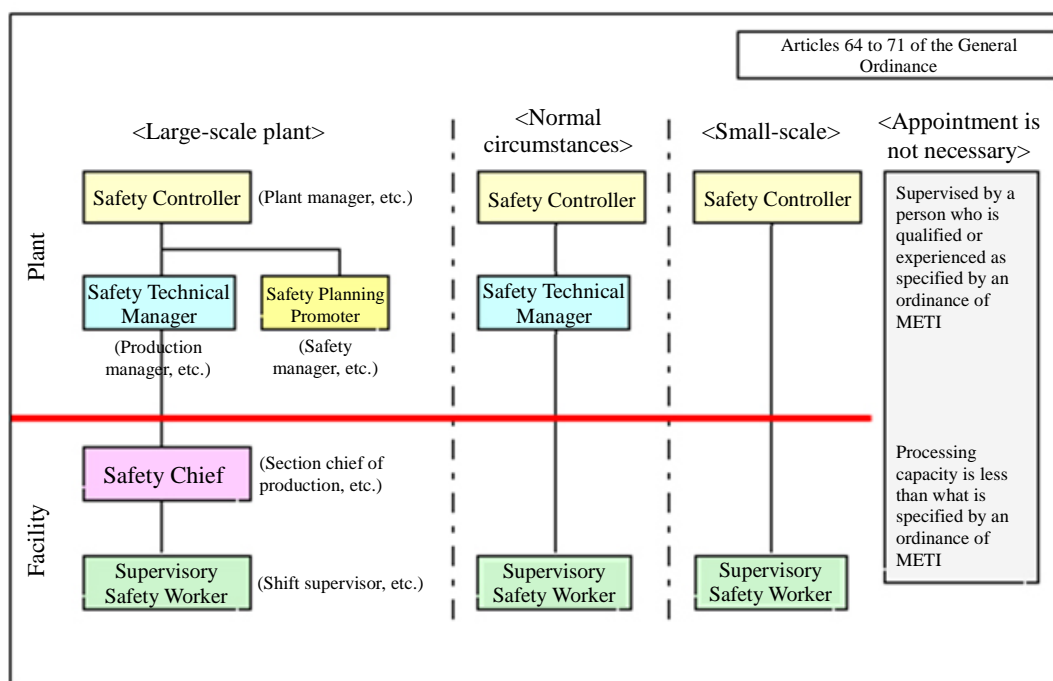 Articles 64 to 71 of the General
Ordinance
<Large-scale plant>
<Normal
circumstances>
<Small-scale>
<Appointment is
not necessary>
Plant
Safety Controller
(Plant manager, etc.)
Safety Technical
Manager
(Production
manager, etc.)
Safety Planning
Promoter
(Safety
manager, etc.)
Safety Controller
Safety Technical
Manager
Safety Controller
Supervised by a
person who is
qualified or
experienced as
specified by an
ordinance of
METI
Facility
Safety Chief
(Section chief of
production, etc.)
Supervisory
Safety Worker
(Shift supervisor, etc.)
Supervisory
Safety Worker
Supervisory
Safety Worker
Processing
capacity is less
than what is
specified by an
ordinance of
METI